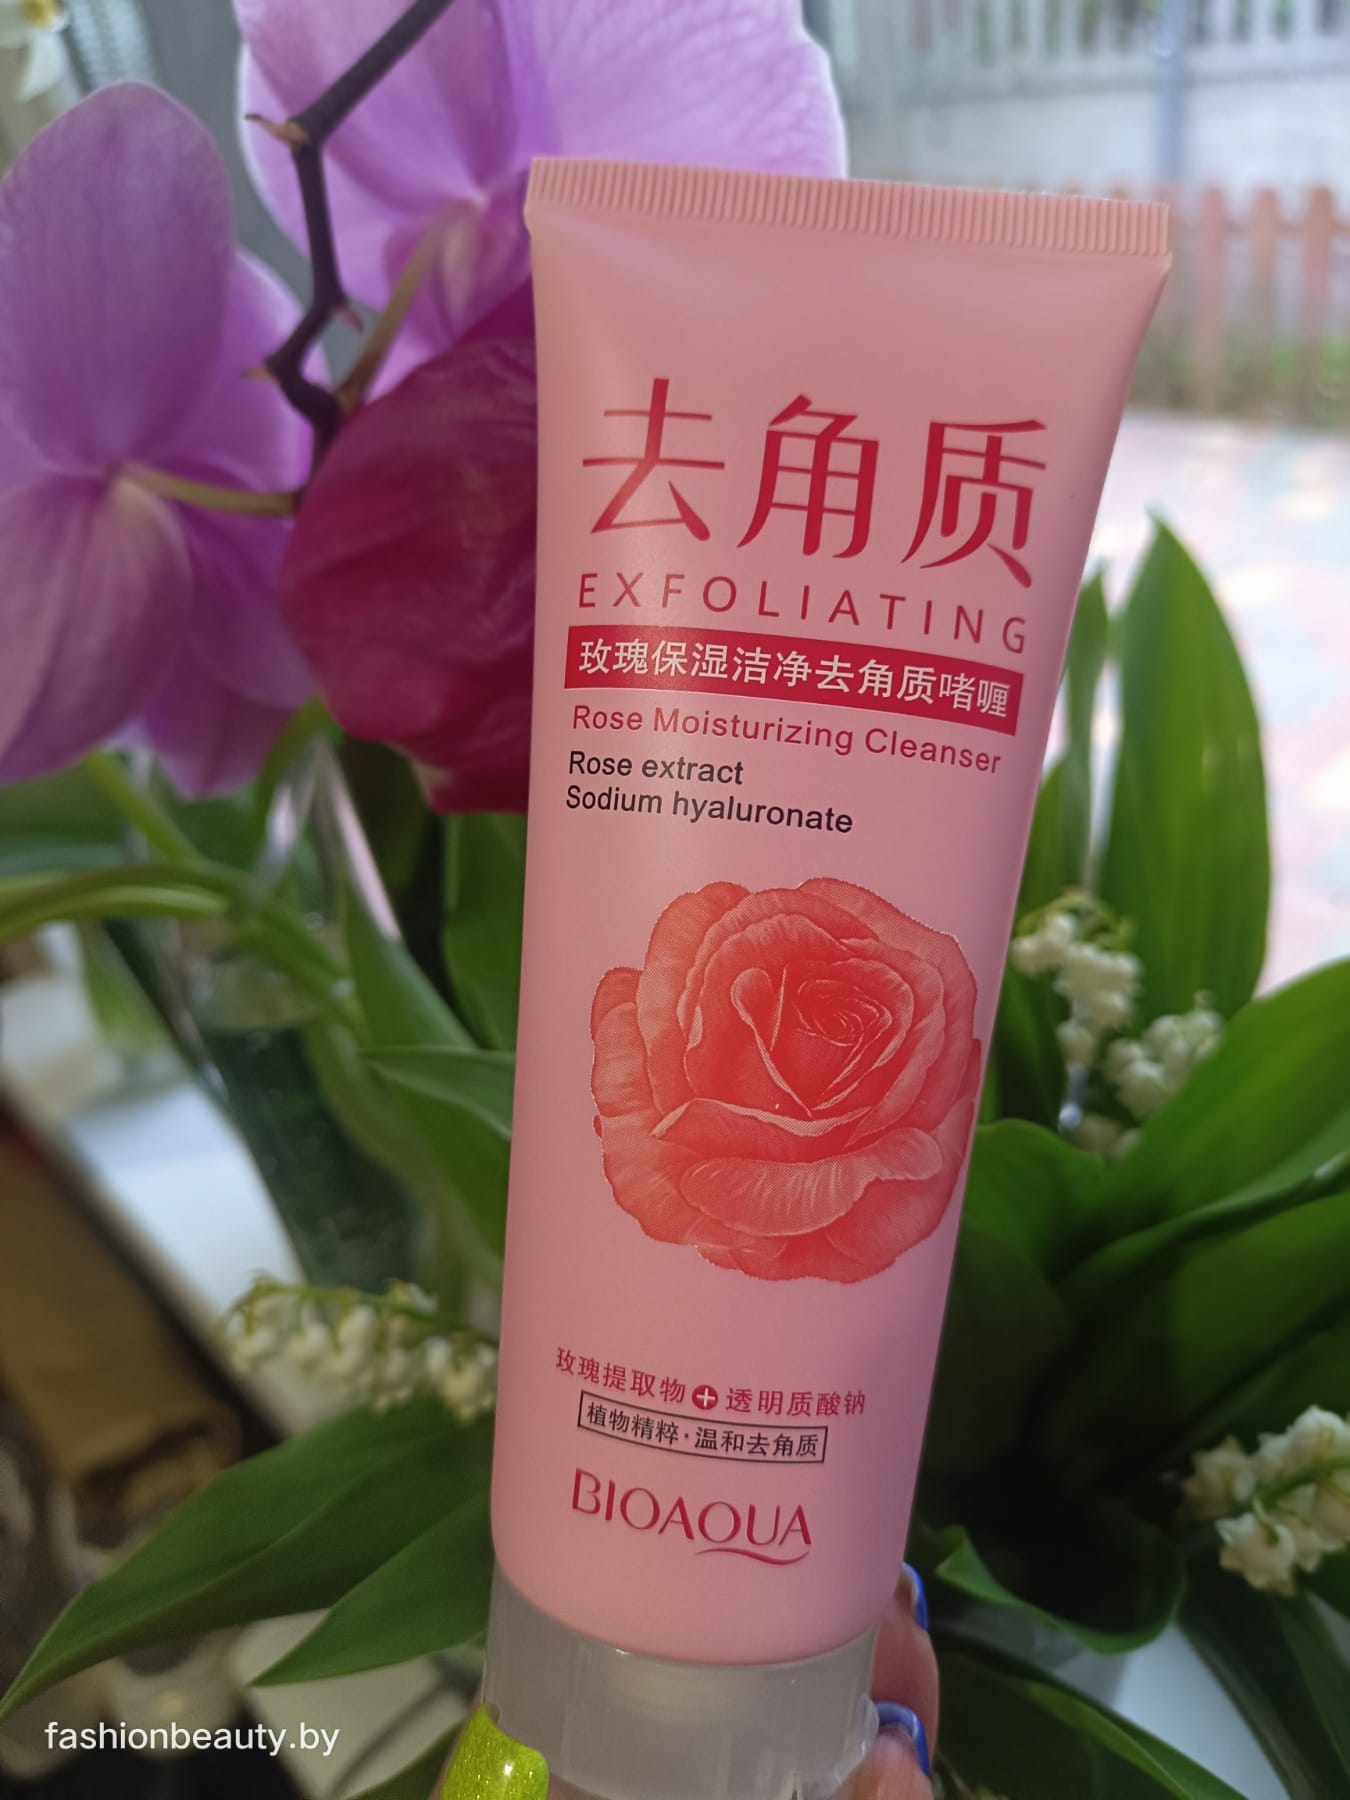 去角质
EXFOLIATING
玫瑰保湿洁净去角质啫喱
Rose Moisturizing Cleanser
Rose extract
Sodium hyaluronate
玫瑰提取物+透明质酸钠
植物精粹·温和去角质
BIOAQUA
fashionbeauty.by